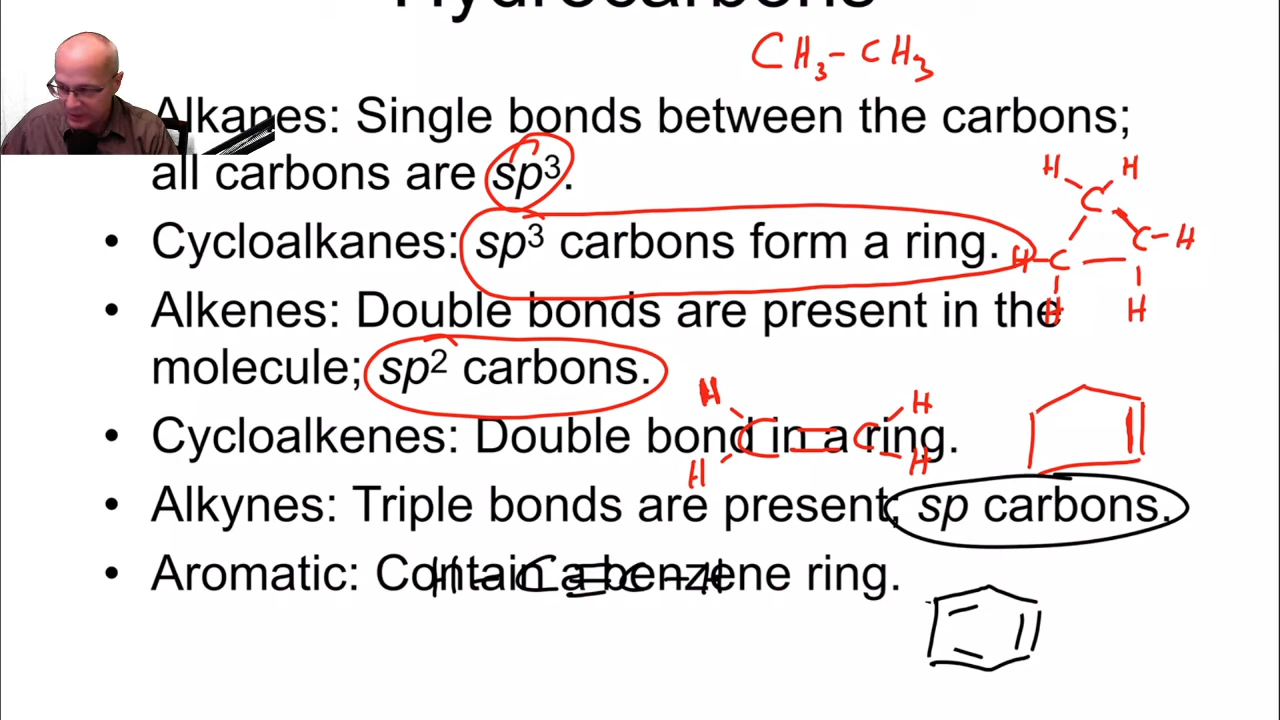 Hydrocarbons
CH3-CH3
Alkanes: Single bonds between the carbons;
all carbons are sp3.
H H
C
• Cycloalkanes: sp3 carbons form a ring.
H-C C-H
H H
• Alkenes: Double bonds are present in the
molecule; sp2 carbons.
H H
• Cycloalkenes: Double bond in a ring.
C=C
H H
• Alkynes: Triple bonds are present; sp carbons.
• Aromatic: Contain a benzene ring.
H-C≡C-H